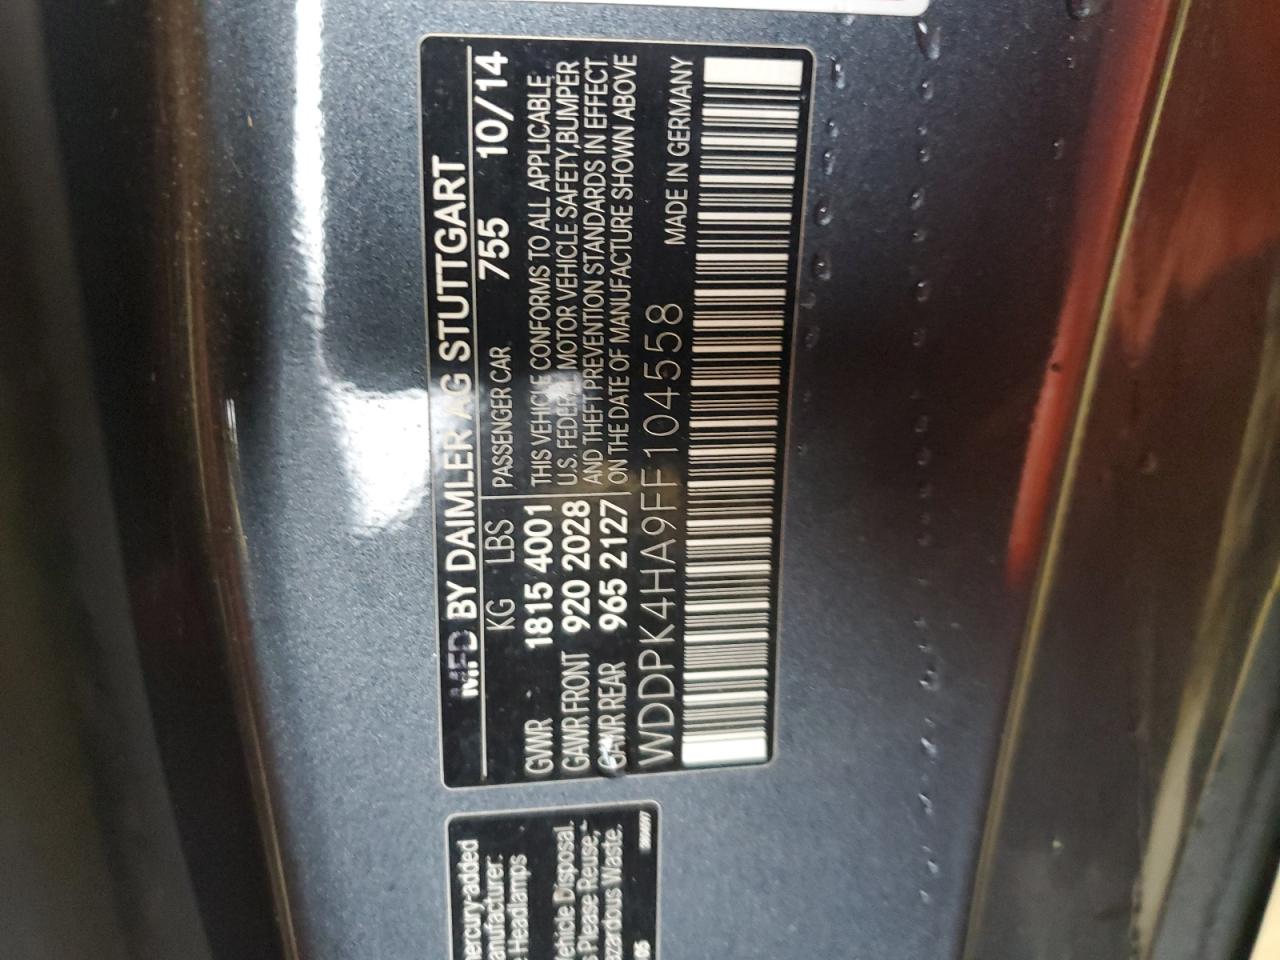 MFD BY DAIMLER AG STUTTGART
KG LBS PASSENGER CAR 755 10/14
GWR 1815 4001
GAWR FRONT 920 2028
GAWR REAR 965 2127
THIS VEHICLE CONFORMS TO ALL APPLICABLE
U.S. FEDERAL MOTOR VEHICLE SAFETY,BUMPER
AND THEFT PREVENTION STANDARDS IN EFFECT
ON THE DATE OF MANUFACTURE SHOWN ABOVE
WDDPK4HA9FF104558 MADE IN GERMANY
mercury-added
anufacturer.
Headlamps
Vehicle Disposal.
s Please Reuse,
azardous Waste.
05